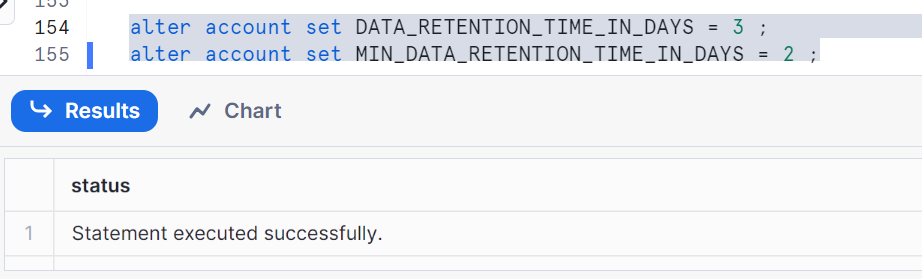 154 alter account set DATA_RETENTION_TIME_IN_DAYS = 3 ;
155 alter account set MIN_DATA_RETENTION_TIME_IN_DAYS = 2 ;
Results Chart
status
1 Statement executed successfully.